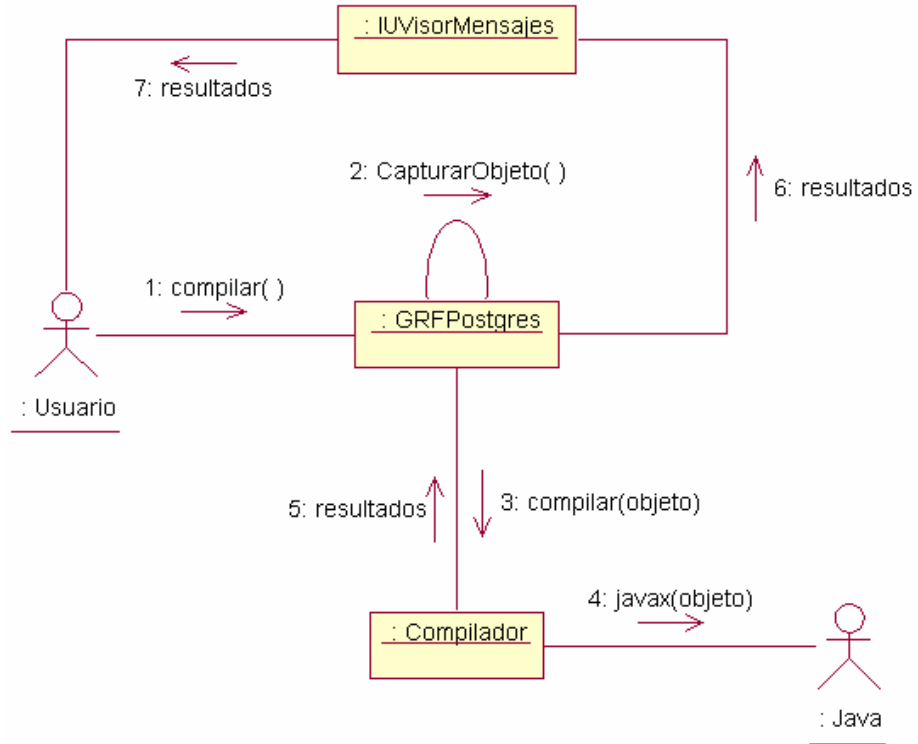 : IUVisorMensajes
7: resultados
2: CapturarObjeto( )
6: resultados
1: compilar( )
: GRFPostgres
: Usuario
5: resultados
3: compilar(objeto)
4: javax(objeto)
: Compilador
: Java